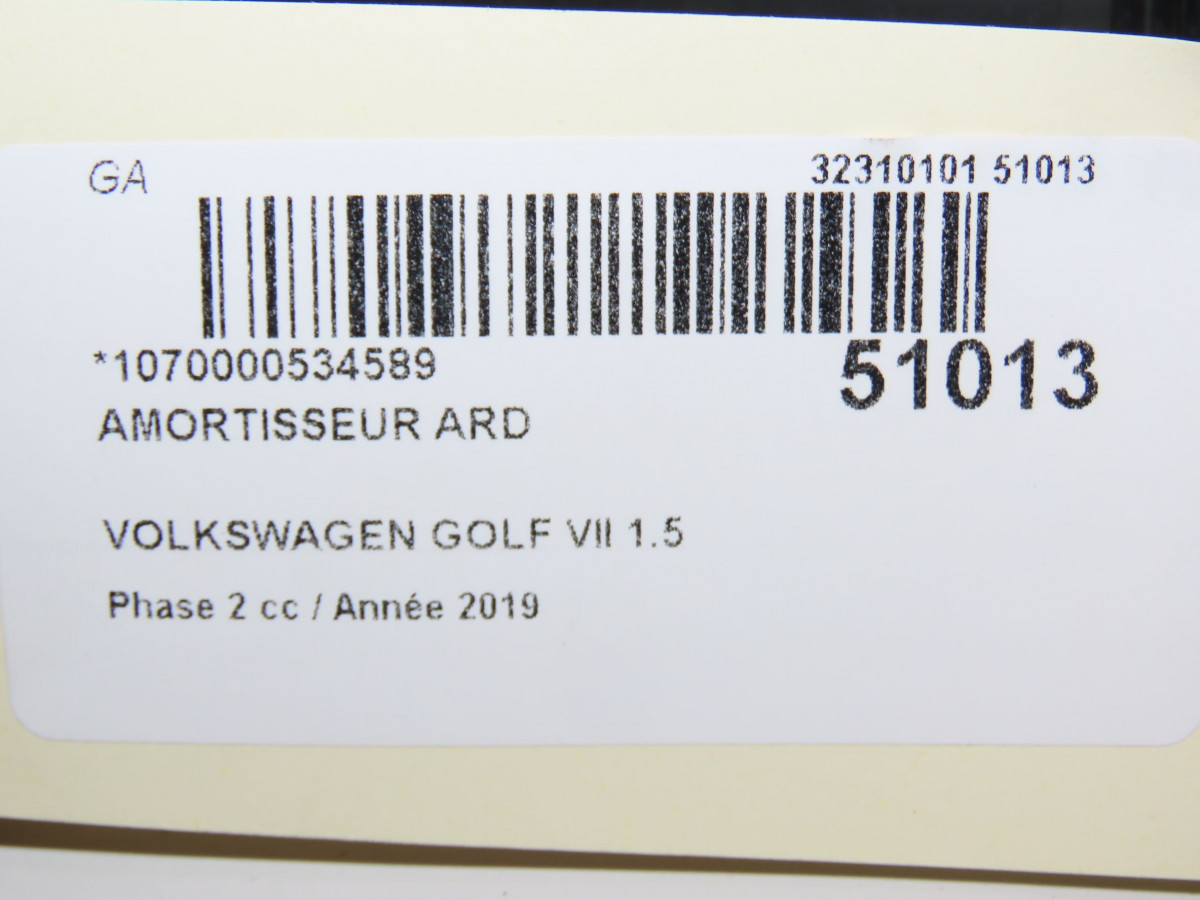 GA
32310101 51013
*1070000534589
51013
AMORTISSEUR ARD
VOLKSWAGEN GOLF VII 1.5
Phase 2 cc / Année 2019